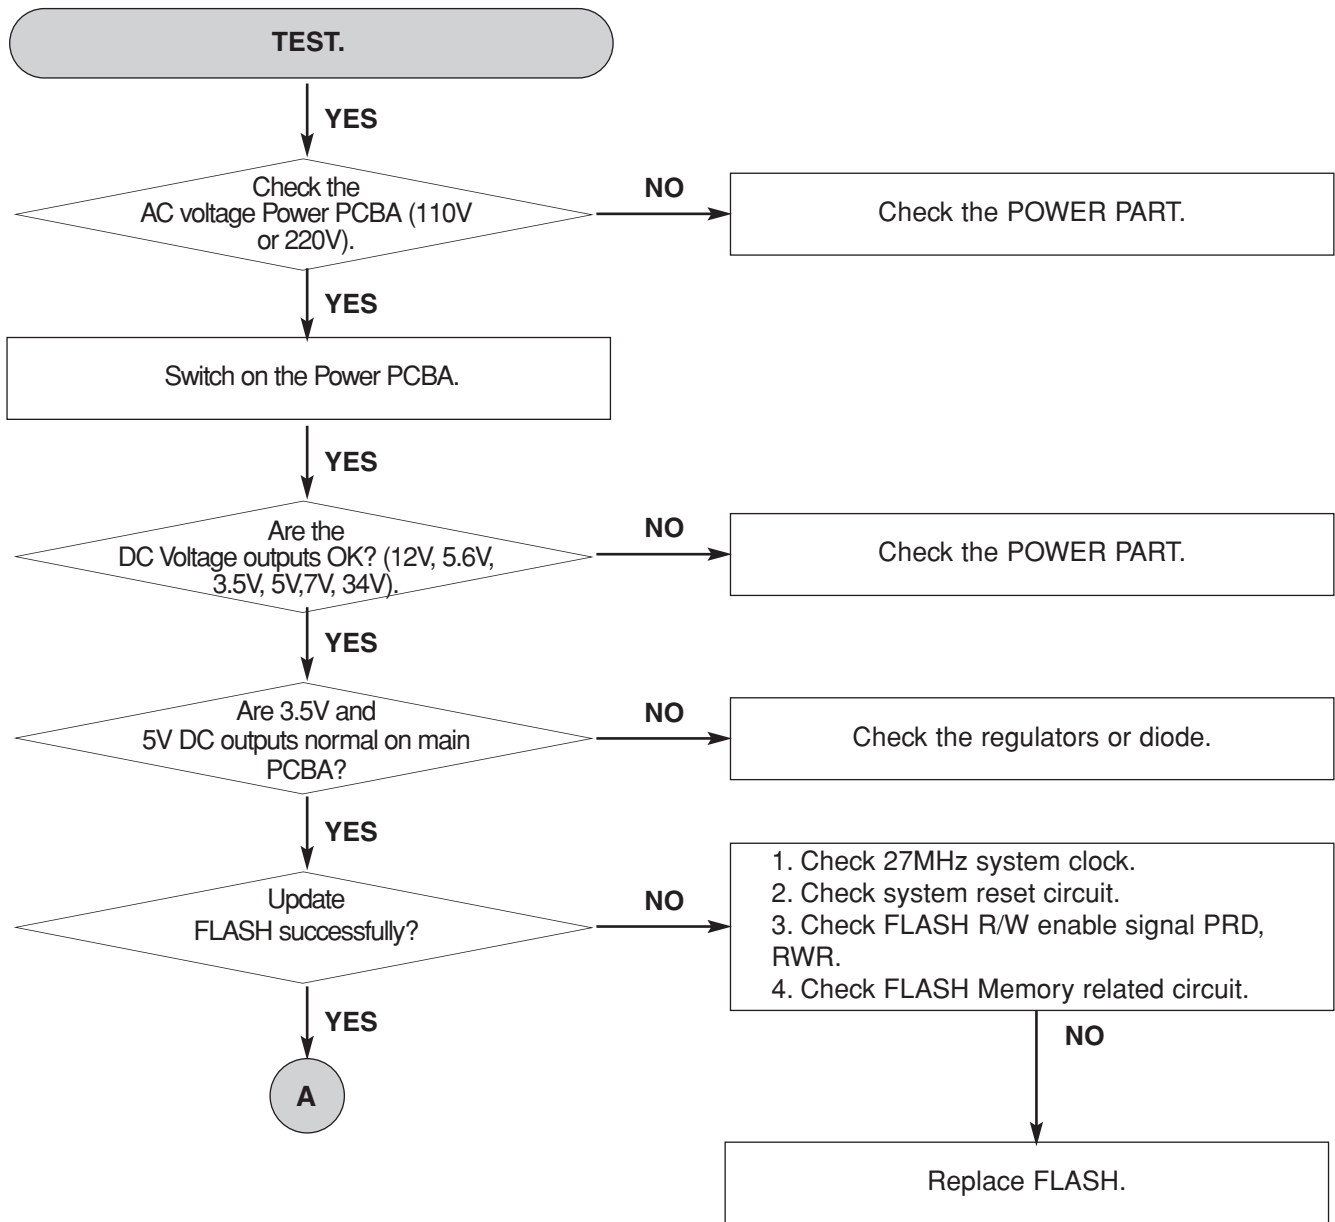 TEST.
YES
Check the
AC voltage Power PCBA (110V
or 220V).
NO
Check the POWER PART.
YES
Switch on the Power PCBA.
YES
Are the
DC Voltage outputs OK? (12V, 5.6V,
3.5V, 5V,7V, 34V).
NO
Check the POWER PART.
YES
Are 3.5V and
5V DC outputs normal on main
PCBA?
NO
Check the regulators or diode.
YES
Update
FLASH successfully?
NO
1. Check 27MHz system clock.
2. Check system reset circuit.
3. Check FLASH R/W enable signal PRD,
RWR.
4. Check FLASH Memory related circuit.
YES
A
NO
Replace FLASH.